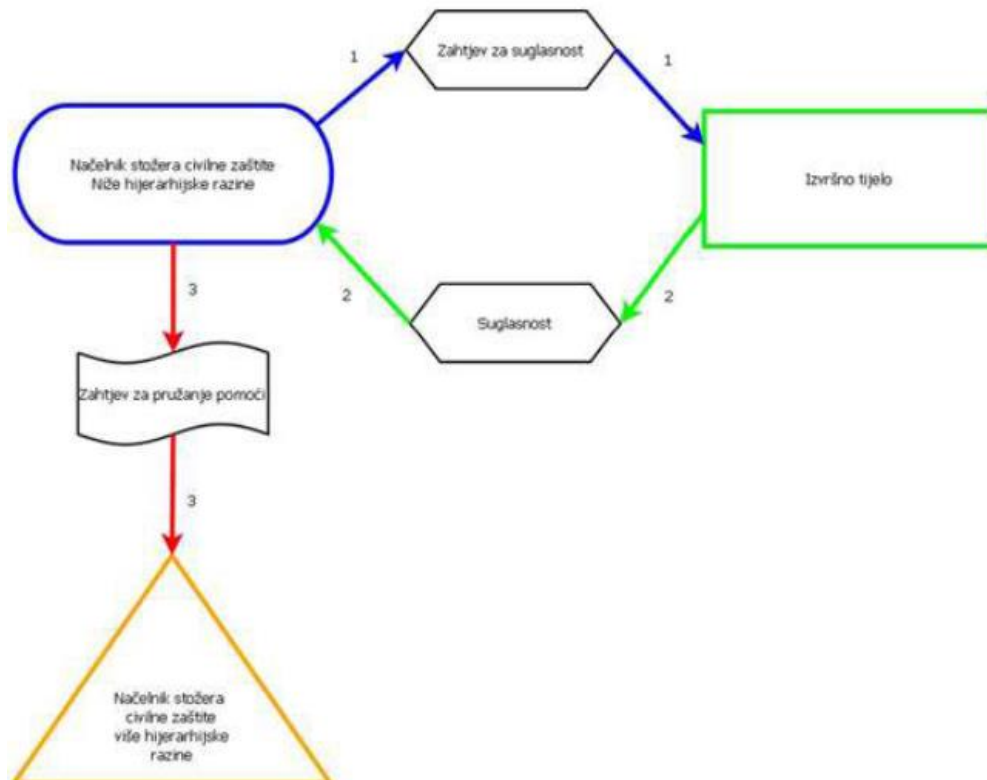 1
Zahtjev za suglasnost
1
Načelnik stožera civilne zaštite
Niže hijerarhijske razine
Izvršno tijelo
2
Suglasnost
2
3
Zahtjev za pružanje pomoći
3
Načelnik stožera
civilne zaštite
više hijerarhijske
razine